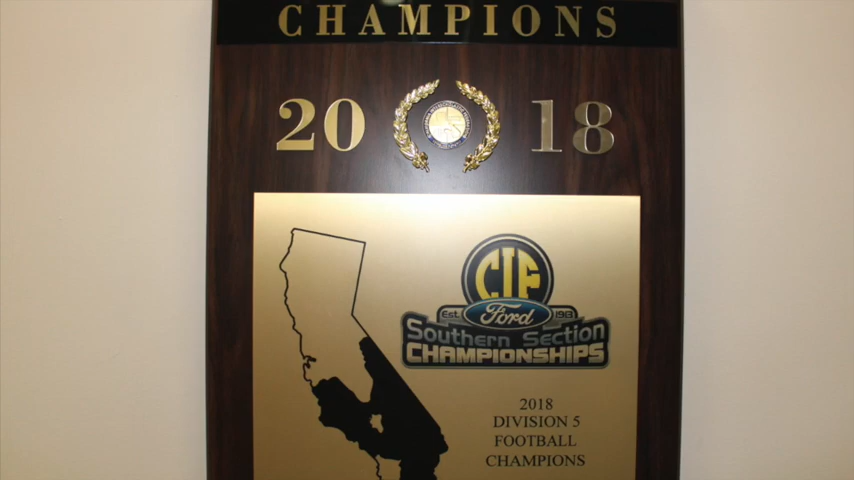 CHAMPIONS
20 18
CIF
Est. Ford 1913
Southern Section
CHAMPIONSHIPS
2018
DIVISION 5
FOOTBALL
CHAMPIONS